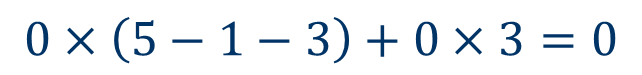 0 × (5 − 1 − 3) + 0 × 3 = 0